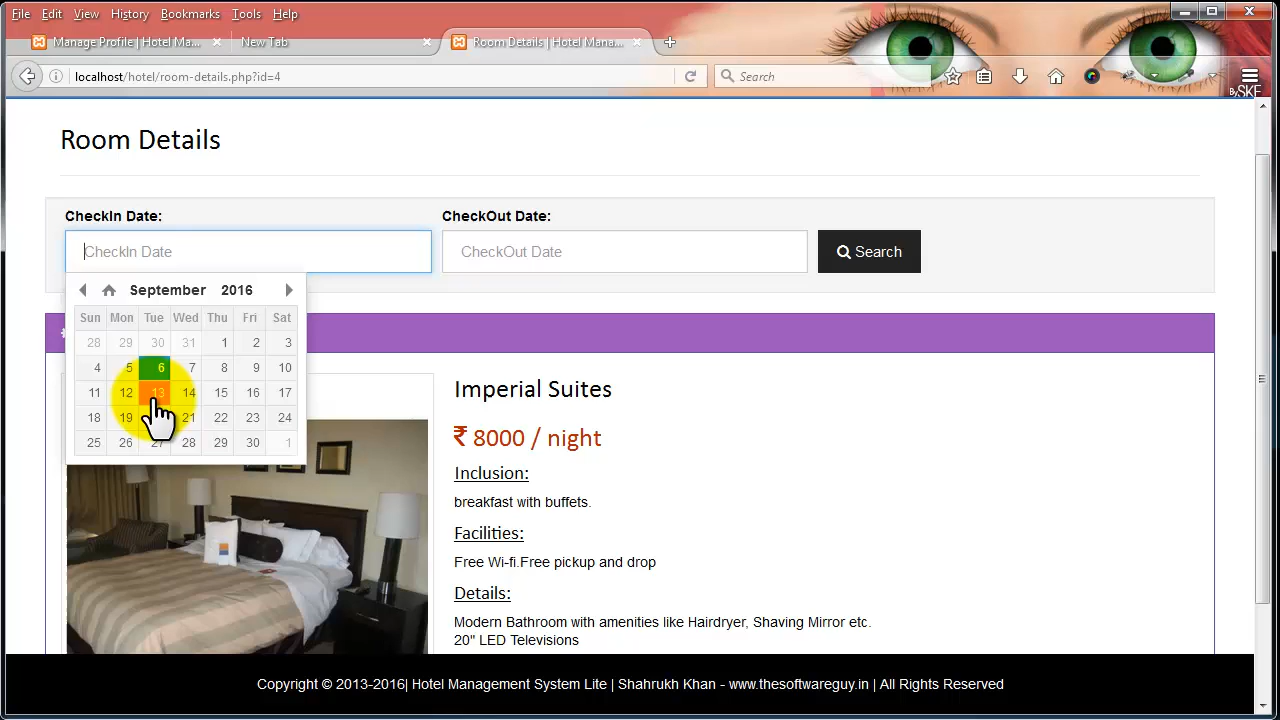 File Edit View History Bookmarks Tools Help
Manage Profile | Hotel Ma... New Tab Room Details | Hotel Mana...
localhost/hotel/room-details.php?id=4 Search
By SKE
Room Details
CheckIn Date: CheckOut Date:
CheckIn Date CheckOut Date Search
September 2016
Sun Mon Tue Wed Thu Fri Sat
28 29 30 31 1 2 3
4 5 6 7 8 9 10
11 12 13 14 15 16 17
18 19 21 22 23 24
25 26 27 28 29 30 1
Imperial Suites
₹ 8000 / night
Inclusion:
breakfast with buffets.
Facilities:
Free Wi-fi.Free pickup and drop
Details:
Modern Bathroom with amenities like Hairdryer, Shaving Mirror etc.
20" LED Televisions
Copyright © 2013-2016| Hotel Management System Lite | Shahrukh Khan - www.thesoftwareguy.in | All Rights Reserved